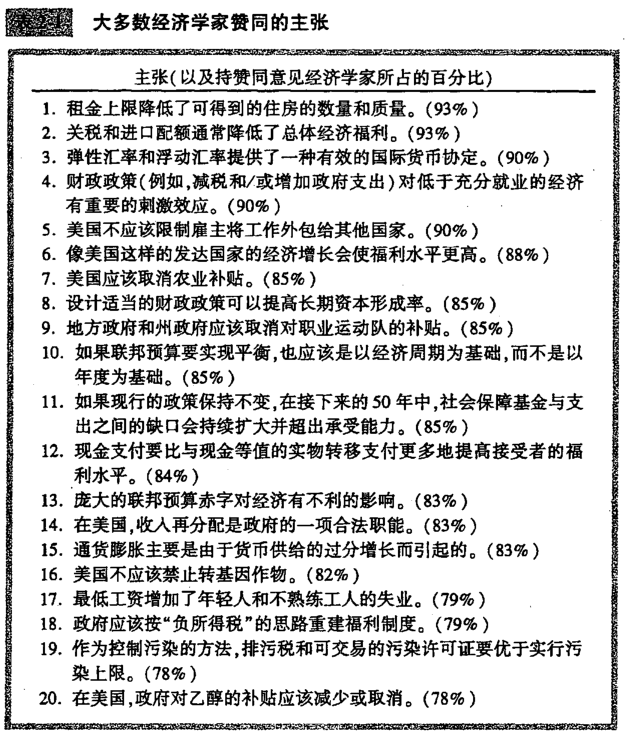 表2-1 大多数经济学家赞同的主张
主张(以及持赞同意见经济学家所占的百分比)
1. 租金上限降低了可得到的住房的数量和质量。(93%)
2. 关税和进口配额通常降低了总体经济福利。(93%)
3. 弹性汇率和浮动汇率提供了一种有效的国际货币协定。(90%)
4. 财政政策(例如,减税和/或增加政府支出)对低于充分就业的经济
有重要的刺激效应。(90%)
5. 美国不应该限制雇主将工作外包给其他国家。(90%)
6. 像美国这样的发达国家的经济增长会使福利水平更高。(88%)
7. 美国应该取消农业补贴。(85%)
8. 设计适当的财政政策可以提高长期资本形成率。(85%)
9. 地方政府和州政府应该取消对职业运动队的补贴。(85%)
10. 如果联邦预算要实现平衡,也应该是以经济周期为基础,而不是以
年度为基础。(85%)
11. 如果现行的政策保持不变,在接下来的50年中,社会保障基金与支
出之间的缺口会持续扩大并超出承受能力。(85%)
12. 现金支付要比与现金等值的实物转移支付更多地提高接受者的福
利水平。(84%)
13. 庞大的联邦预算赤字对经济有不利的影响。(83%)
14. 在美国,收入再分配是政府的一项合法职能。(83%)
15. 通货膨胀主要是由于货币供给的过分增长而引起的。(83%)
16. 美国不应该禁止转基因作物。(82%)
17. 最低工资增加了年轻人和不熟练工人的失业。(79%)
18. 政府应该按“负所得税”的思路重建福利制度。(79%)
19. 作为控制污染的方法,排污税和可交易的污染许可证要优于实行污
染上限。(78%)
20. 在美国,政府对乙醇的补贴应该减少或取消。(78%)